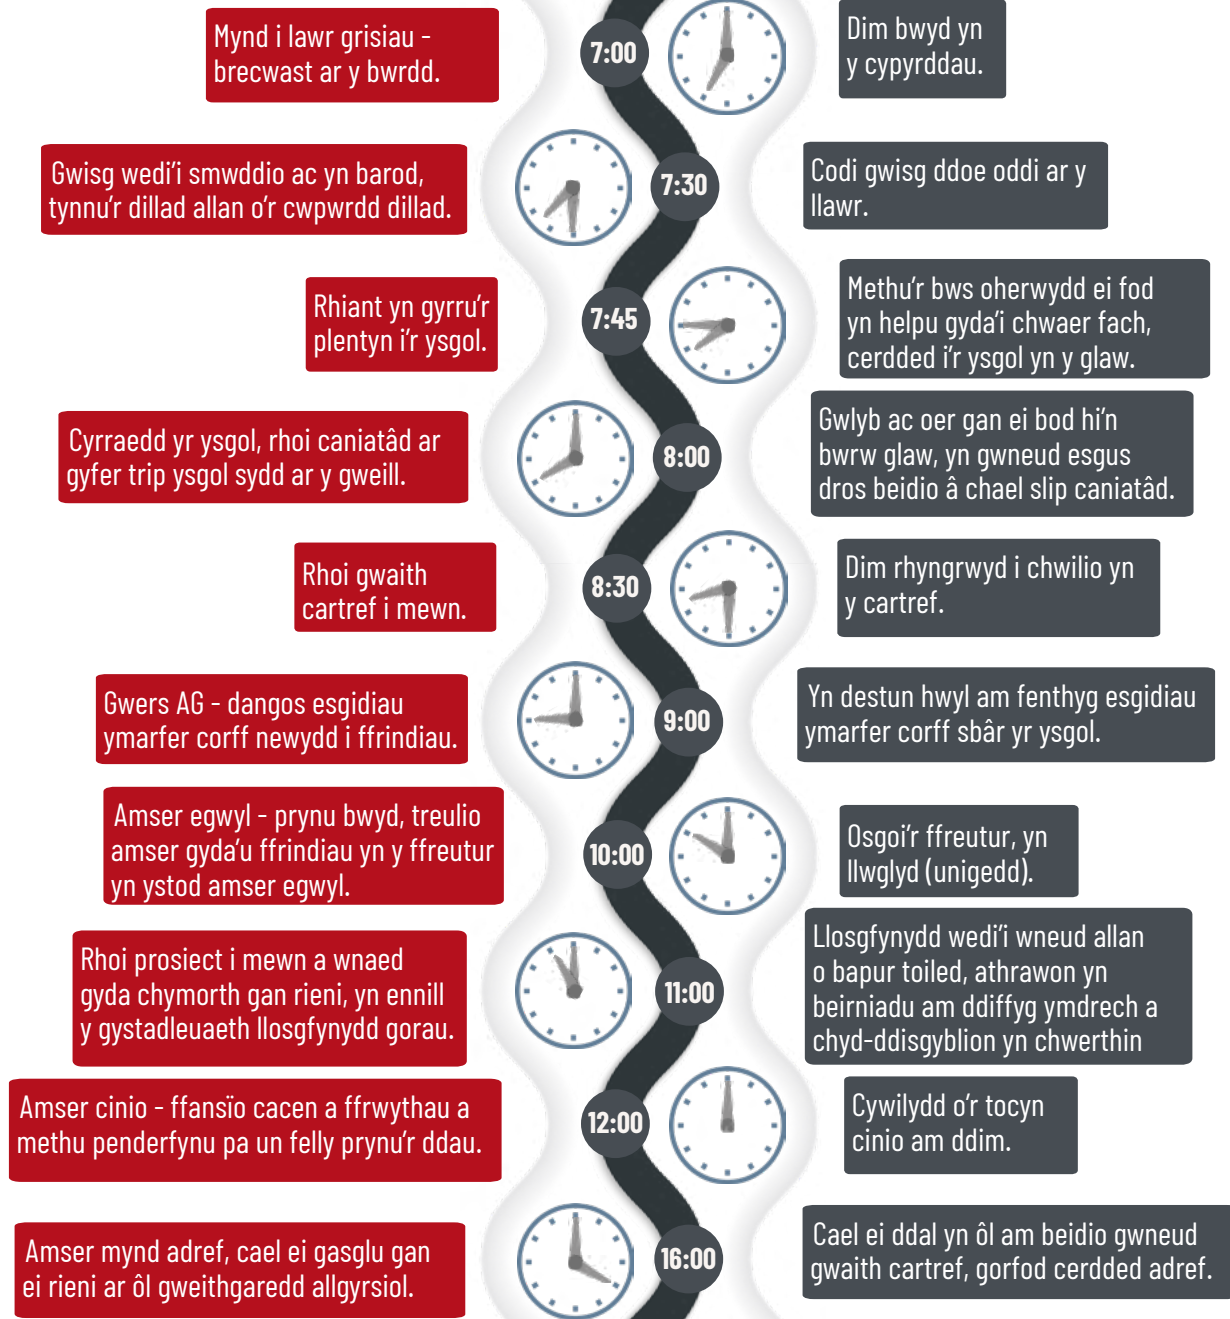 Mynd i lawr grisiau -
brecwast ar y bwrdd.
7:00
Dim bwyd yn
y cypyrddau.
Gwisg wedi'i smwddio ac yn barod,
tynnu'r dillad allan o'r cwpwrdd dillad.
7:30
Codi gwisg ddoe oddi ar y
llawr.
Rhiant yn gyrru'r
plentyn i'r ysgol.
7:45
Methu'r bws oherwydd ei fod
yn helpu gyda'i chwaer fach,
cerdded i'r ysgol yn y glaw.
Cyrraedd yr ysgol, rhoi caniatâd ar
gyfer trip ysgol sydd ar y gweill.
8:00
Gwlyb ac oer gan ei bod hi'n
bwrw glaw, yn gwneud esgus
dros beidio â chael slip caniatâd.
Rhoi gwaith
cartref i mewn.
8:30
Dim rhyngrwyd i chwilio yn
y cartref.
Gwers AG - dangos esgidiau
ymarfer corff newydd i ffrindiau.
9:00
Yn destun hwyl am fenthyg esgidiau
ymarfer corff sbâr yr ysgol.
Amser egwyl - prynu bwyd, treulio
amser gyda'u ffrindiau yn y ffreutur
yn ystod amser egwyl.
10:00
Osgoi'r ffreutur, yn
llwglyd (unigedd).
Rhoi prosiect i mewn a wnaed
gyda chymorth gan rieni, yn ennill
y gystadleuaeth llosgfynydd gorau.
11:00
Llosgfynydd wedi'i wneud allan
o bapur toiled, athrawon yn
beirniadu am ddiffyg ymdrech a
chyd-ddisgyblion yn chwerthin
Amser cinio - ffansïo cacen a ffrwythau a
methu penderfynu pa un felly prynu'r ddau.
12:00
Cywilydd o'r tocyn
cinio am ddim.
Amser mynd adref, cael ei gasglu gan
ei rieni ar ôl gweithgaredd allgyrsiol.
16:00
Cael ei ddal yn ôl am beidio gwneud
gwaith cartref, gorfod cerdded adref.